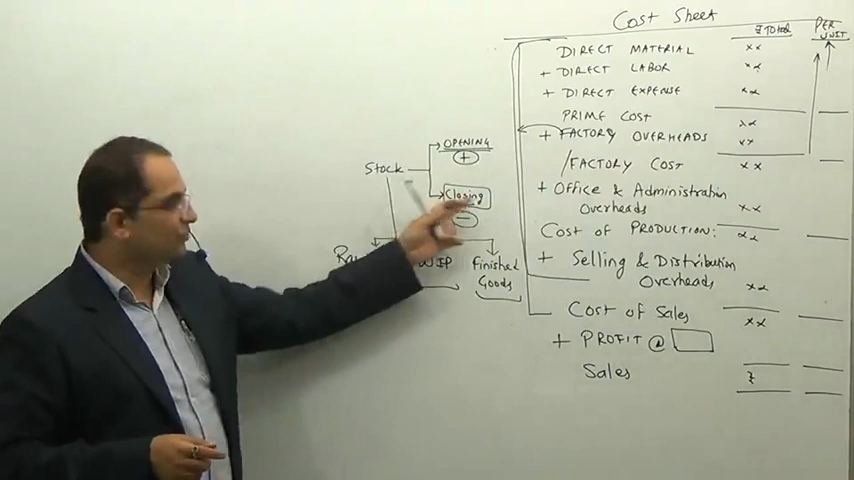 Cost Sheet
₹ Total
PER UNIT
DIRECT MATERIAL xx
+ DIRECT LABOR xx
+ DIRECT EXPENSE xx
PRIME COST xx
+ FACTORY OVERHEADS xx
/FACTORY COST xx
+ Office & Administration
Overheads xx
COST OF PRODUCTION: xx
+ Selling & Distribution
Overheads xx
Cost of Sales xx
+ PROFIT @
Sales ₹
Stock
OPENING
+
Closing
−
WIP
Finished
Goods